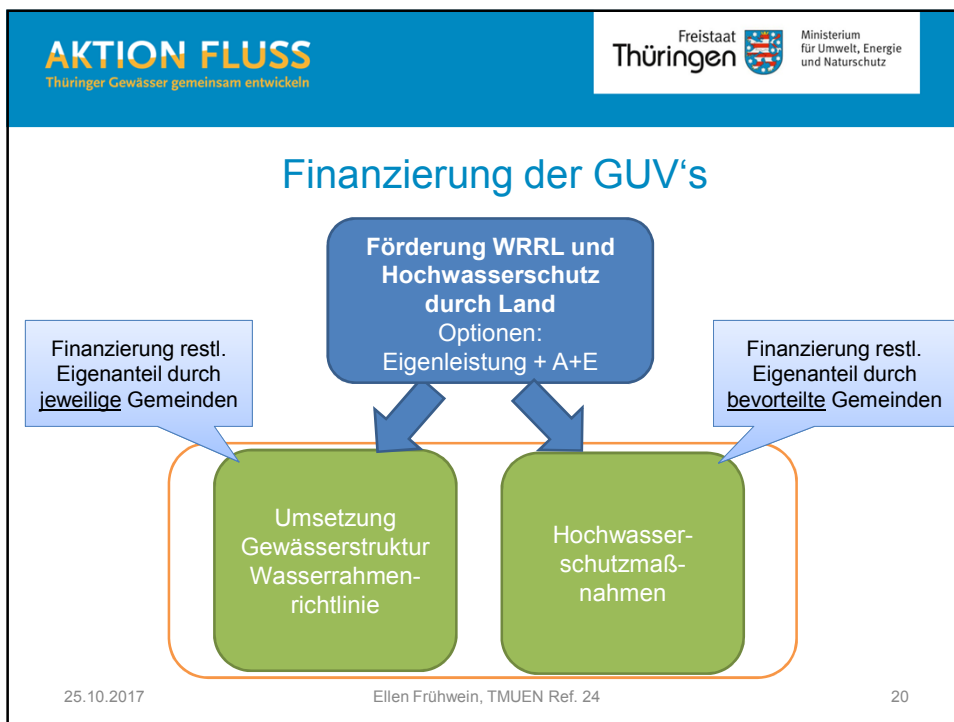 AKTION FLUSS
Thüringer Gewässer gemeinsam entwickeln
Freistaat
Thüringen
Ministerium
für Umwelt, Energie
und Naturschutz
Finanzierung der GUV‘s
Förderung WRRL und
Hochwasserschutz
durch Land
Optionen:
Eigenleistung + A+E
Finanzierung restl.
Eigenanteil durch
jeweilige Gemeinden
Finanzierung restl.
Eigenanteil durch
bevorteilte Gemeinden
Umsetzung
Gewässerstruktur
Wasserrahmen-
richtlinie
Hochwasser-
schutzmaß-
nahmen
25.10.2017
Ellen Frühwein, TMUEN Ref. 24
20